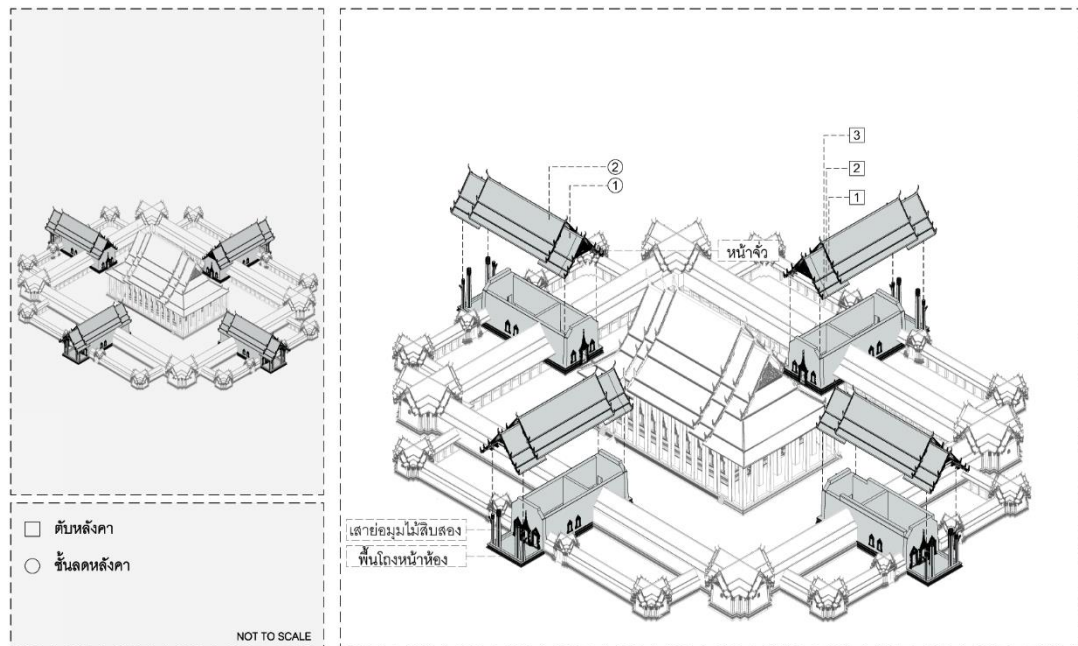 ตับหลังคา
ชั้นลดหลังคา
NOT TO SCALE
2
1
3
2
1
หน้าจั่ว
เสาย่อมุมไม้สิบสอง
พื้นโถงหน้าห้อง